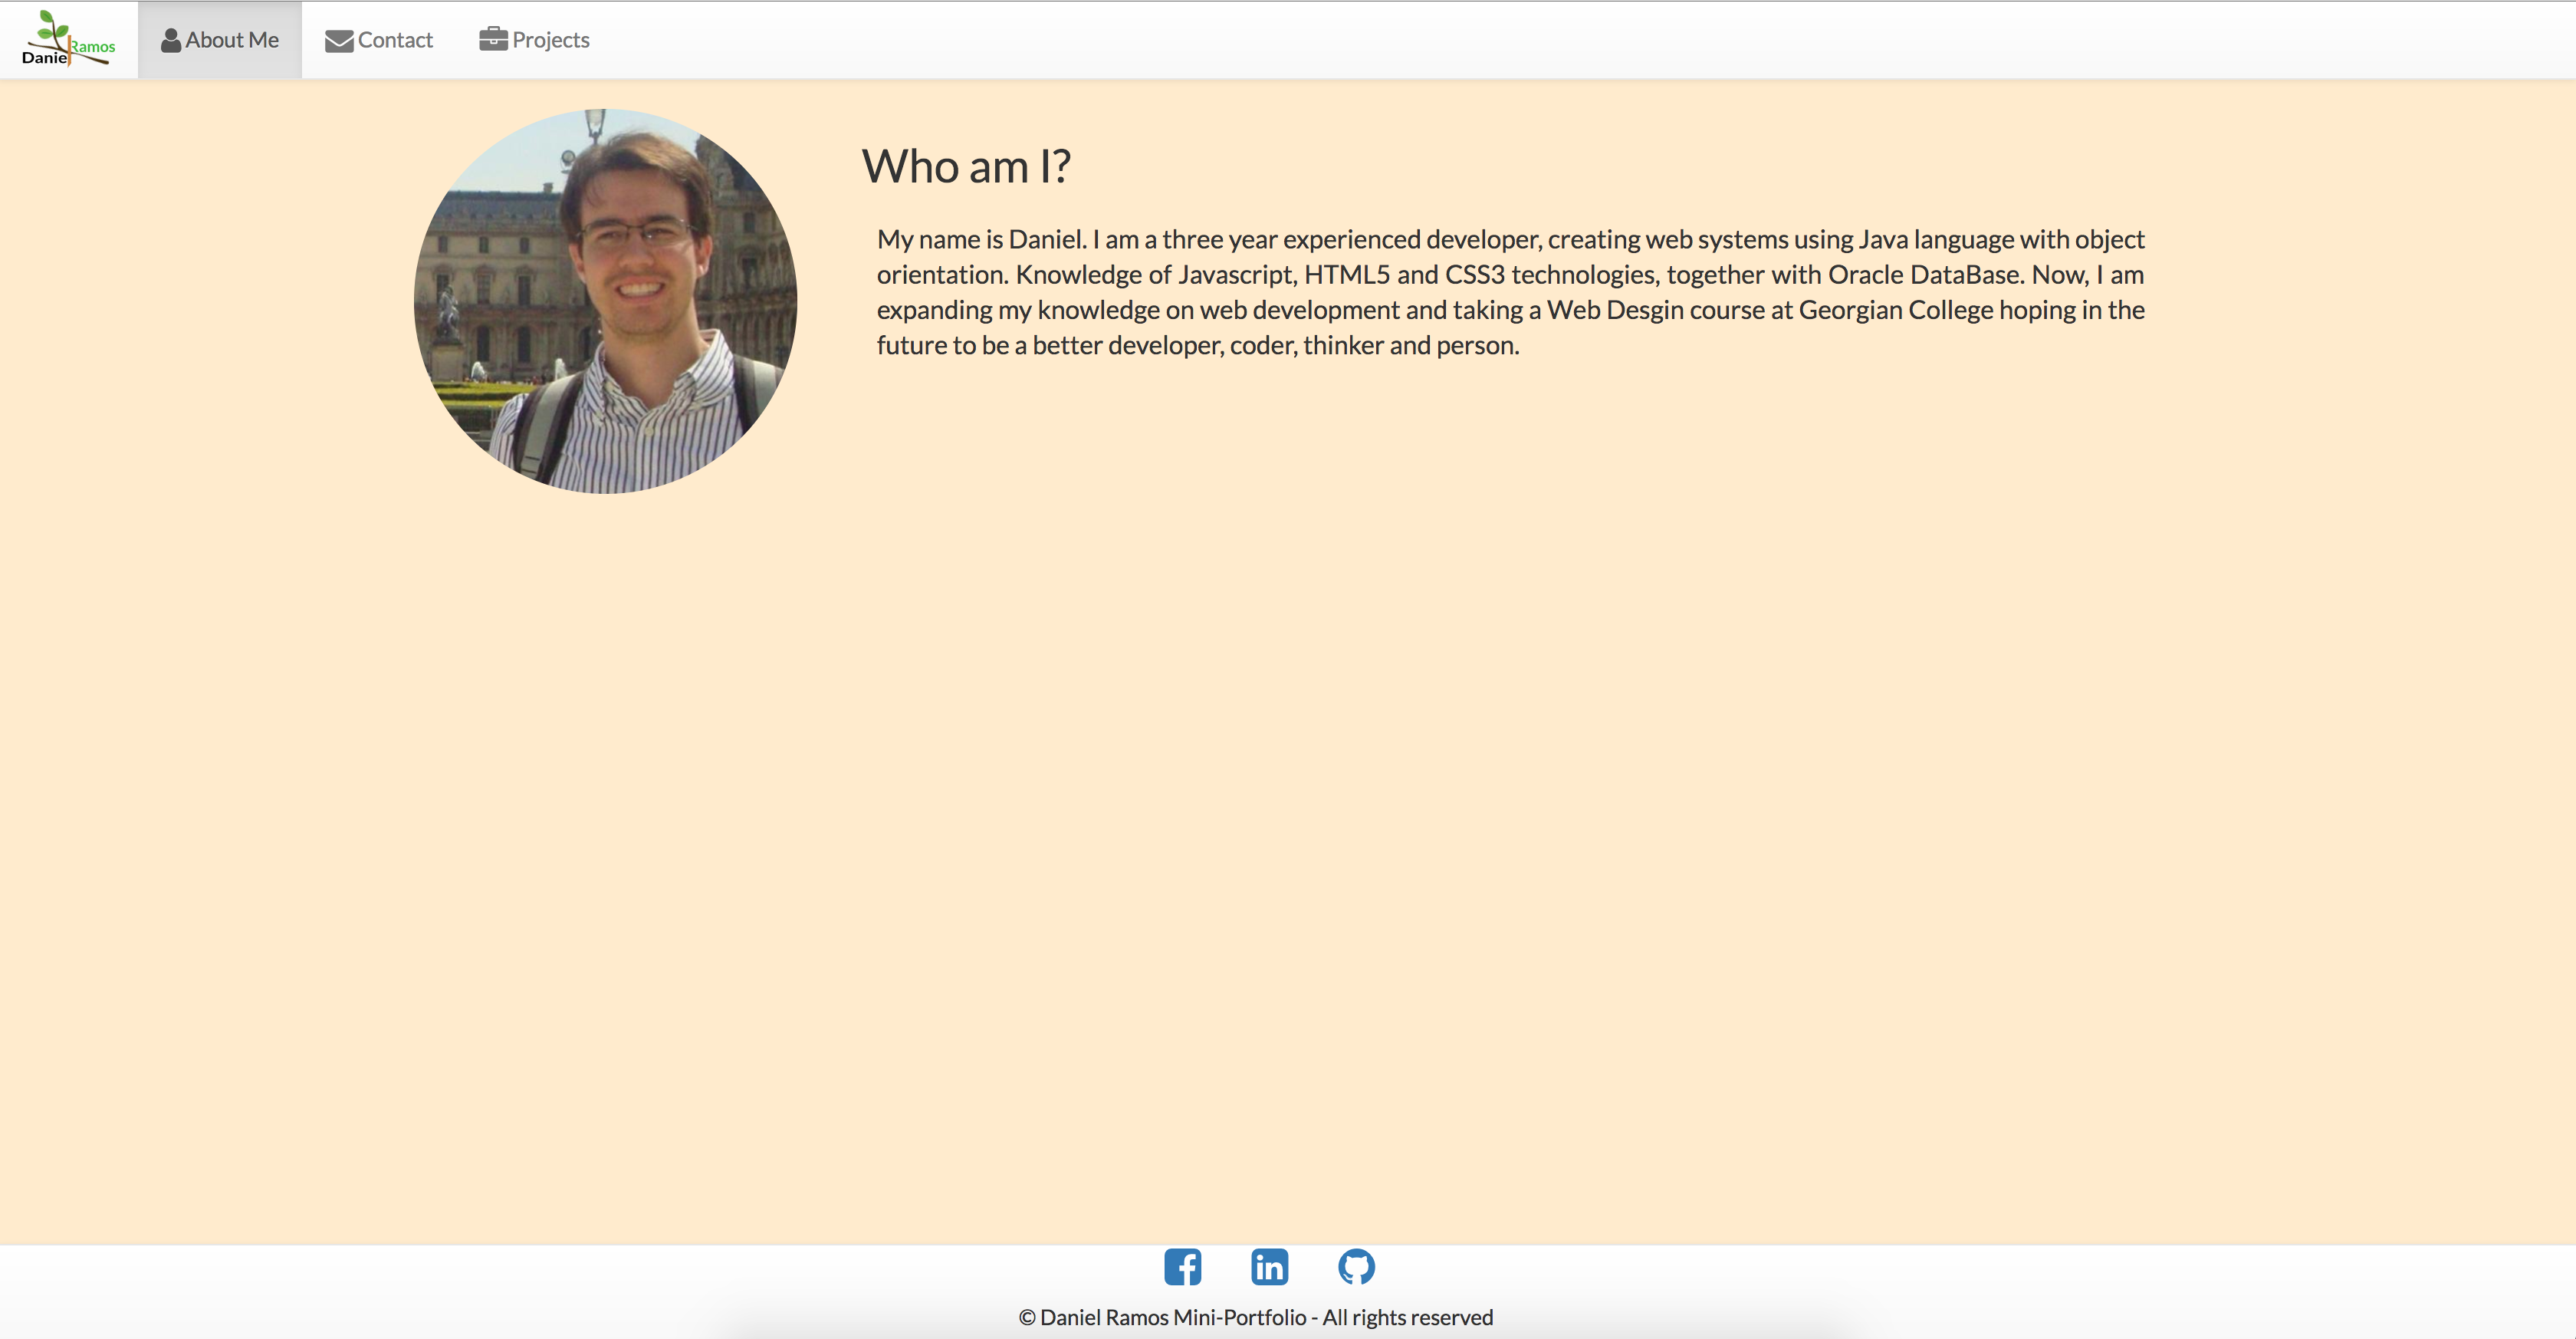 Daniel Ramos
About Me
Contact
Projects
Who am I?
My name is Daniel. I am a three year experienced developer, creating web systems using Java language with object
orientation. Knowledge of Javascript, HTML5 and CSS3 technologies, together with Oracle DataBase. Now, I am
expanding my knowledge on web development and taking a Web Desgin course at Georgian College hoping in the
future to be a better developer, coder, thinker and person.
© Daniel Ramos Mini-Portfolio - All rights reserved